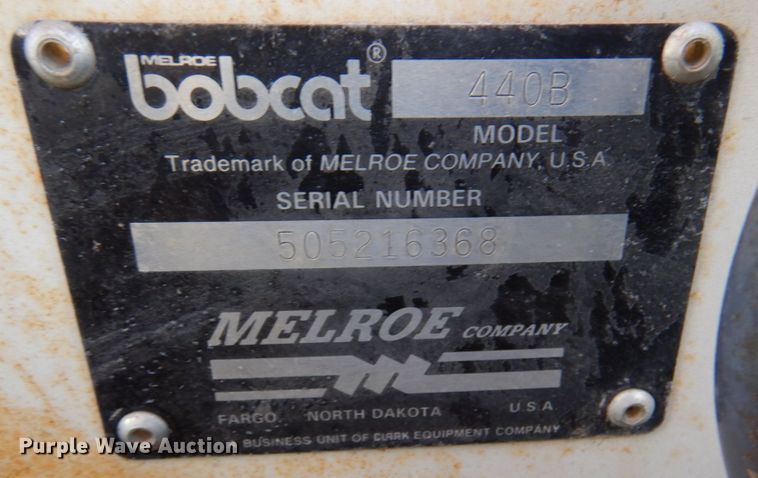 MELROE
bobcat® 440B
MODEL
Trademark of MELROE COMPANY, U.S.A.
SERIAL NUMBER
505216368
MELROE COMPANY
FARGO NORTH DAKOTA U.S.A
BUSINESS UNIT OF CLARK EQUIPMENT COMPANY
Purple Wave Auction